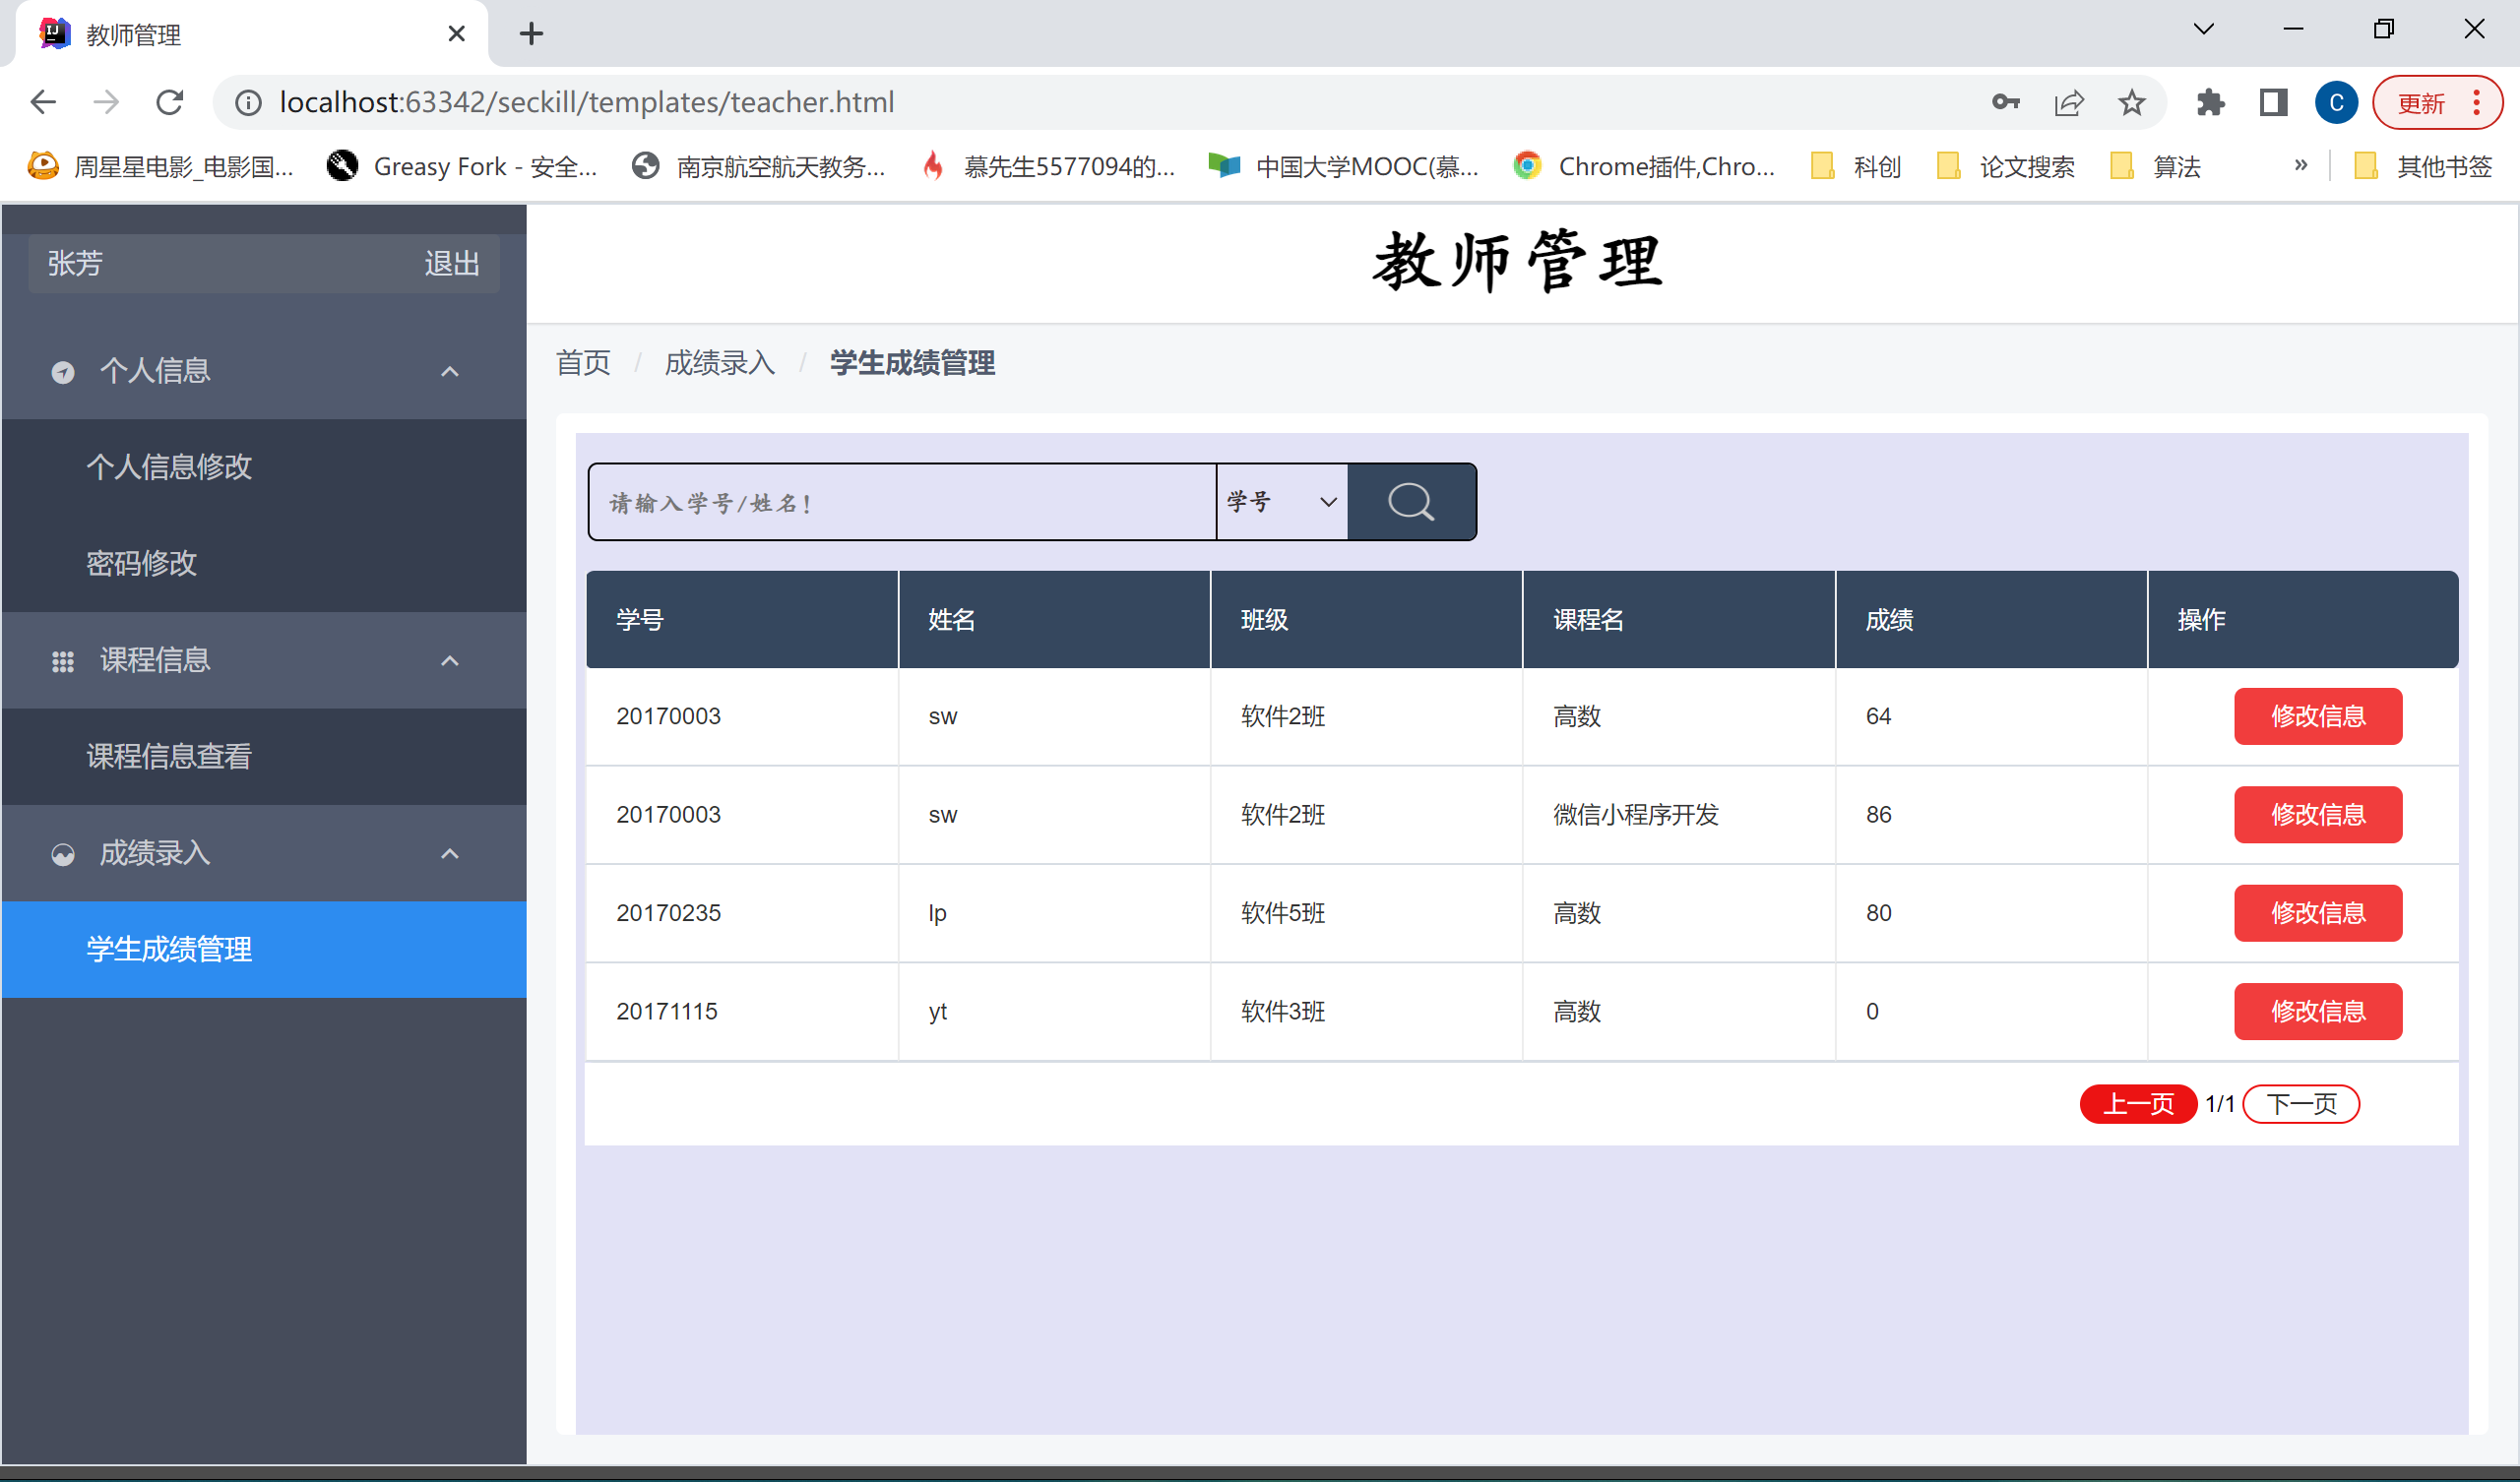 教师管理
localhost:63342/seckill/templates/teacher.html
C
更新
周星星电影_电影国...
Greasy Fork - 安全...
南京航空航天教务...
慕先生5577094的...
中国大学MOOC(慕...
Chrome插件,Chro...
科创
论文搜索
算法
»
其他书签
张芳 退出
个人信息
个人信息修改
密码修改
课程信息
课程信息查看
成绩录入
学生成绩管理
教师管理
首页 / 成绩录入 / 学生成绩管理
请输入学号/姓名! 学号
学号 姓名 班级 课程名 成绩 操作
20170003 sw 软件2班 高数 64 修改信息
20170003 sw 软件2班 微信小程序开发 86 修改信息
20170235 lp 软件5班 高数 80 修改信息
20171115 yt 软件3班 高数 0 修改信息
上一页 1/1 下一页